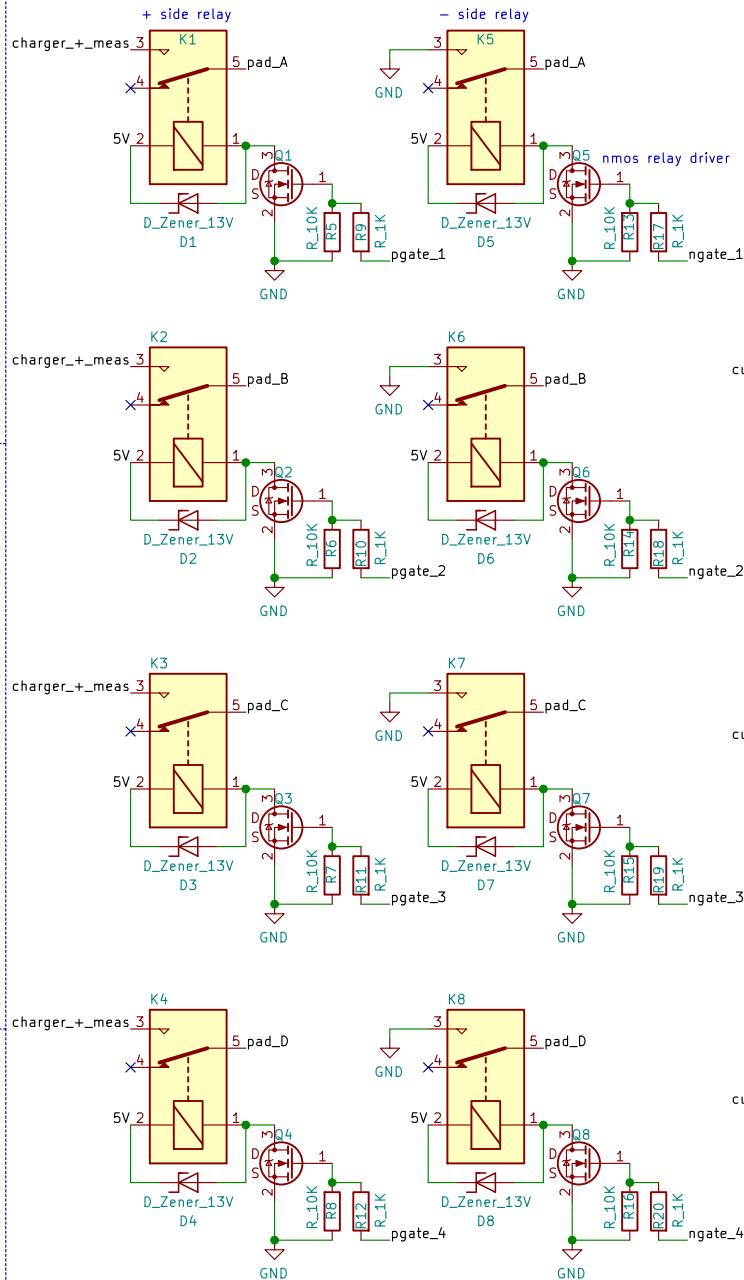 + side relay
- side relay
K1
K5
charger_+_meas 3
3
5 pad_A
5 pad_A
4
4
GND
5V 2
1
5V 2
1
3 Q1
3 Q5
nmos relay driver
D
1
D
1
S
S
2
2
D_Zener_13V
D1
R_10K
R5
R9
R_1K
D_Zener_13V
D5
R_10K
R13
R17
R_1K
pgate_1
ngate_1
GND
GND
K2
K6
charger_+_meas 3
3
cu
5 pad_B
5 pad_B
4
4
GND
5V 2
1
5V 2
1
3 Q2
3 Q6
D
1
D
1
S
S
2
2
D_Zener_13V
D2
R_10K
R6
R10
R_1K
D_Zener_13V
D6
R_10K
R14
R18
R_1K
pgate_2
ngate_2
GND
GND
K3
K7
charger_+_meas 3
3
5 pad_C
5 pad_C
4
4
GND
cu
5V 2
1
5V 2
1
3 Q3
3 Q7
D
1
D
1
S
S
2
2
D_Zener_13V
D3
R_10K
R7
R11
R_1K
D_Zener_13V
D7
R_10K
R15
R19
R_1K
pgate_3
ngate_3
GND
GND
K4
K8
charger_+_meas 3
3
5 pad_D
5 pad_D
4
4
GND
cu
5V 2
1
5V 2
1
3 Q4
3 Q8
D
1
D
1
S
S
2
2
D_Zener_13V
D4
R_10K
R8
R12
R_1K
D_Zener_13V
D8
R_10K
R16
R20
R_1K
pgate_4
ngate_4
GND
GND